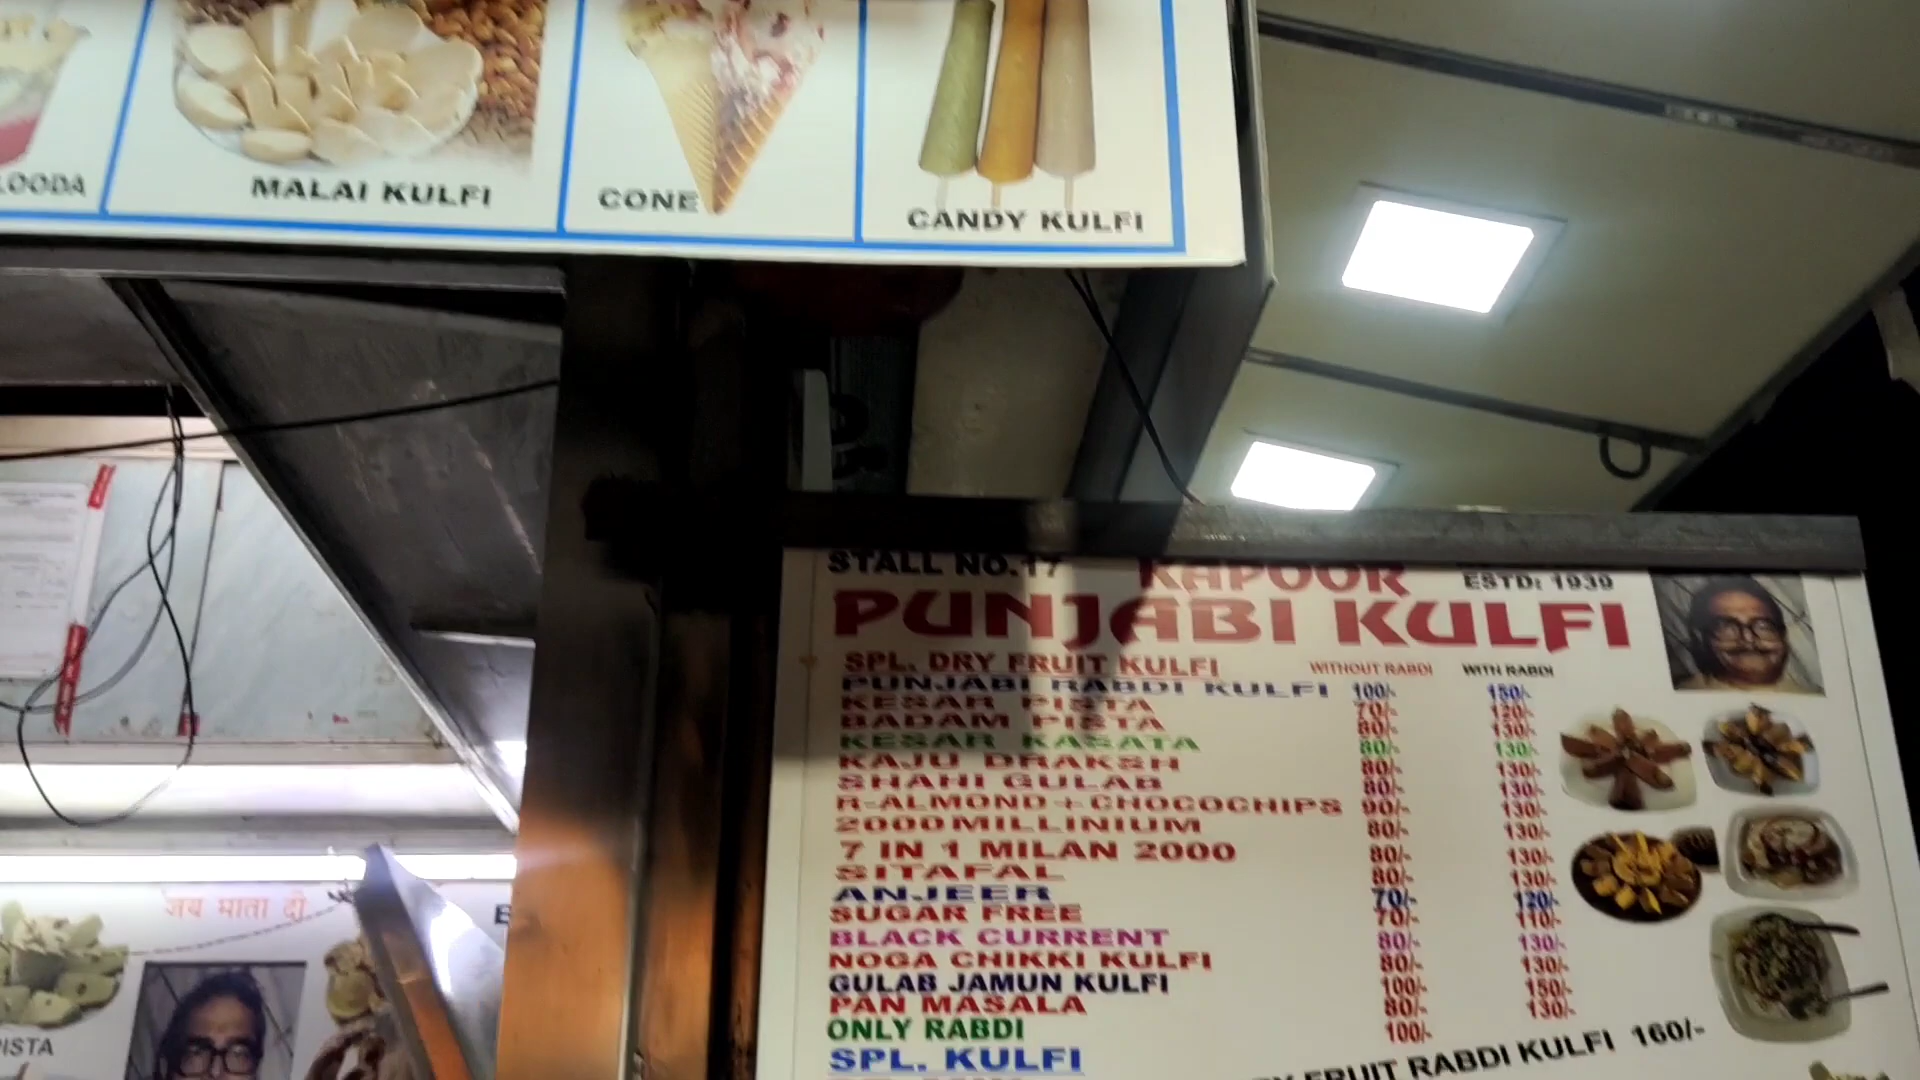 LOODA
MALAI KULFI
CONE
CANDY KULFI
STALL NO.17
KAPOOR
ESTD: 1939
PUNJABI KULFI
SPL. DRY FRUIT KULFI WITHOUT RABDI WITH RABDI
PUNJABI RABDI KULFI 100/- 150/-
KESAR PISTA 70/- 120/-
BADAM PISTA 80/- 130/-
KESAR KASATA 80/- 130/-
KAJU DRAKSH 80/- 130/-
SHAHI GULAB 80/- 130/-
R-ALMOND + CHOCOCHIPS 90/- 130/-
2000 MILLINIUM 80/- 130/-
7 IN 1 MILAN 2000 80/- 130/-
SITAFAL 80/- 130/-
ANJEER 70/- 120/-
SUGAR FREE 70/- 110/-
BLACK CURRENT 80/- 130/-
NOGA CHIKKI KULFI 80/- 130/-
GULAB JAMUN KULFI 100/- 150/-
PAN MASALA 80/- 130/-
ONLY RABDI 100/-
SPL. KULFI
FRUIT RABDI KULFI 160/-
जय माता दी
ISTA